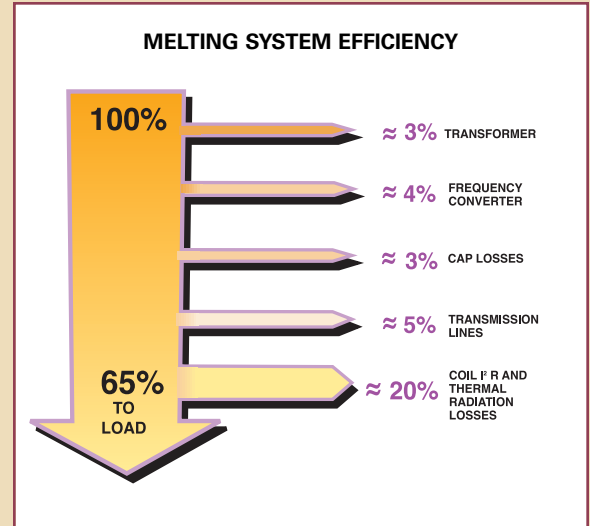 MELTING SYSTEM EFFICIENCY
100%
≈ 3% TRANSFORMER
≈ 4% FREQUENCY
CONVERTER
≈ 3% CAP LOSSES
≈ 5% TRANSMISSION
LINES
65%
TO
LOAD
≈ 20% COIL I² R AND
THERMAL
RADIATION
LOSSES